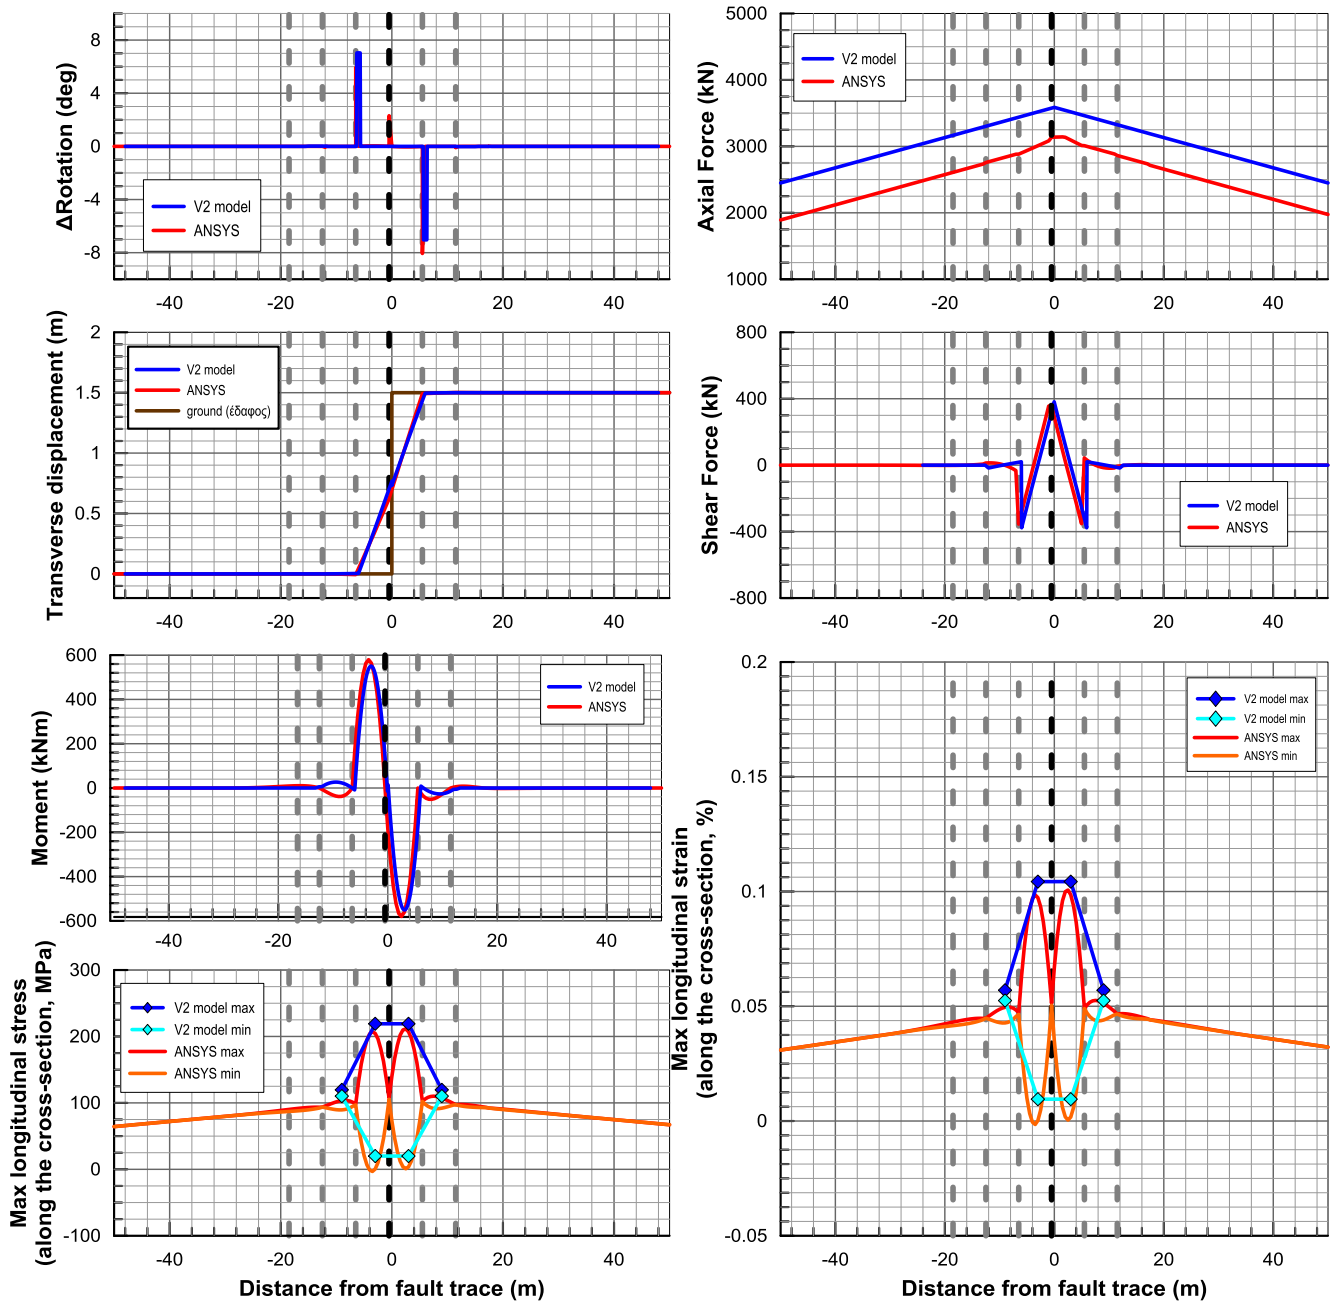 8
4
0
-4
-8
ΔRotation (deg)
V2 model
ANSYS
-40
-20
0
20
40
5000
4000
3000
2000
1000
Axial Force (kN)
V2 model
ANSYS
-40
-20
0
20
40
2
1.5
1
0.5
0
Transverse displacement (m)
V2 model
ANSYS
ground (έδαφος)
-40
-20
0
20
40
800
400
0
-400
-800
Shear Force (kN)
V2 model
ANSYS
-40
-20
0
20
40
600
400
200
0
-200
-400
-600
Moment (kNm)
V2 model
ANSYS
-40
-20
0
20
40
300
200
100
0
-100
Max longitudinal stress
(along the cross-section, MPa)
V2 model max
V2 model min
ANSYS max
ANSYS min
-40
-20
0
20
40
Distance from fault trace (m)
0.2
0.15
0.1
0.05
0
-0.05
Max longitudinal strain
(along the cross-section, %)
V2 model max
V2 model min
ANSYS max
ANSYS min
-40
-20
0
20
40
Distance from fault trace (m)